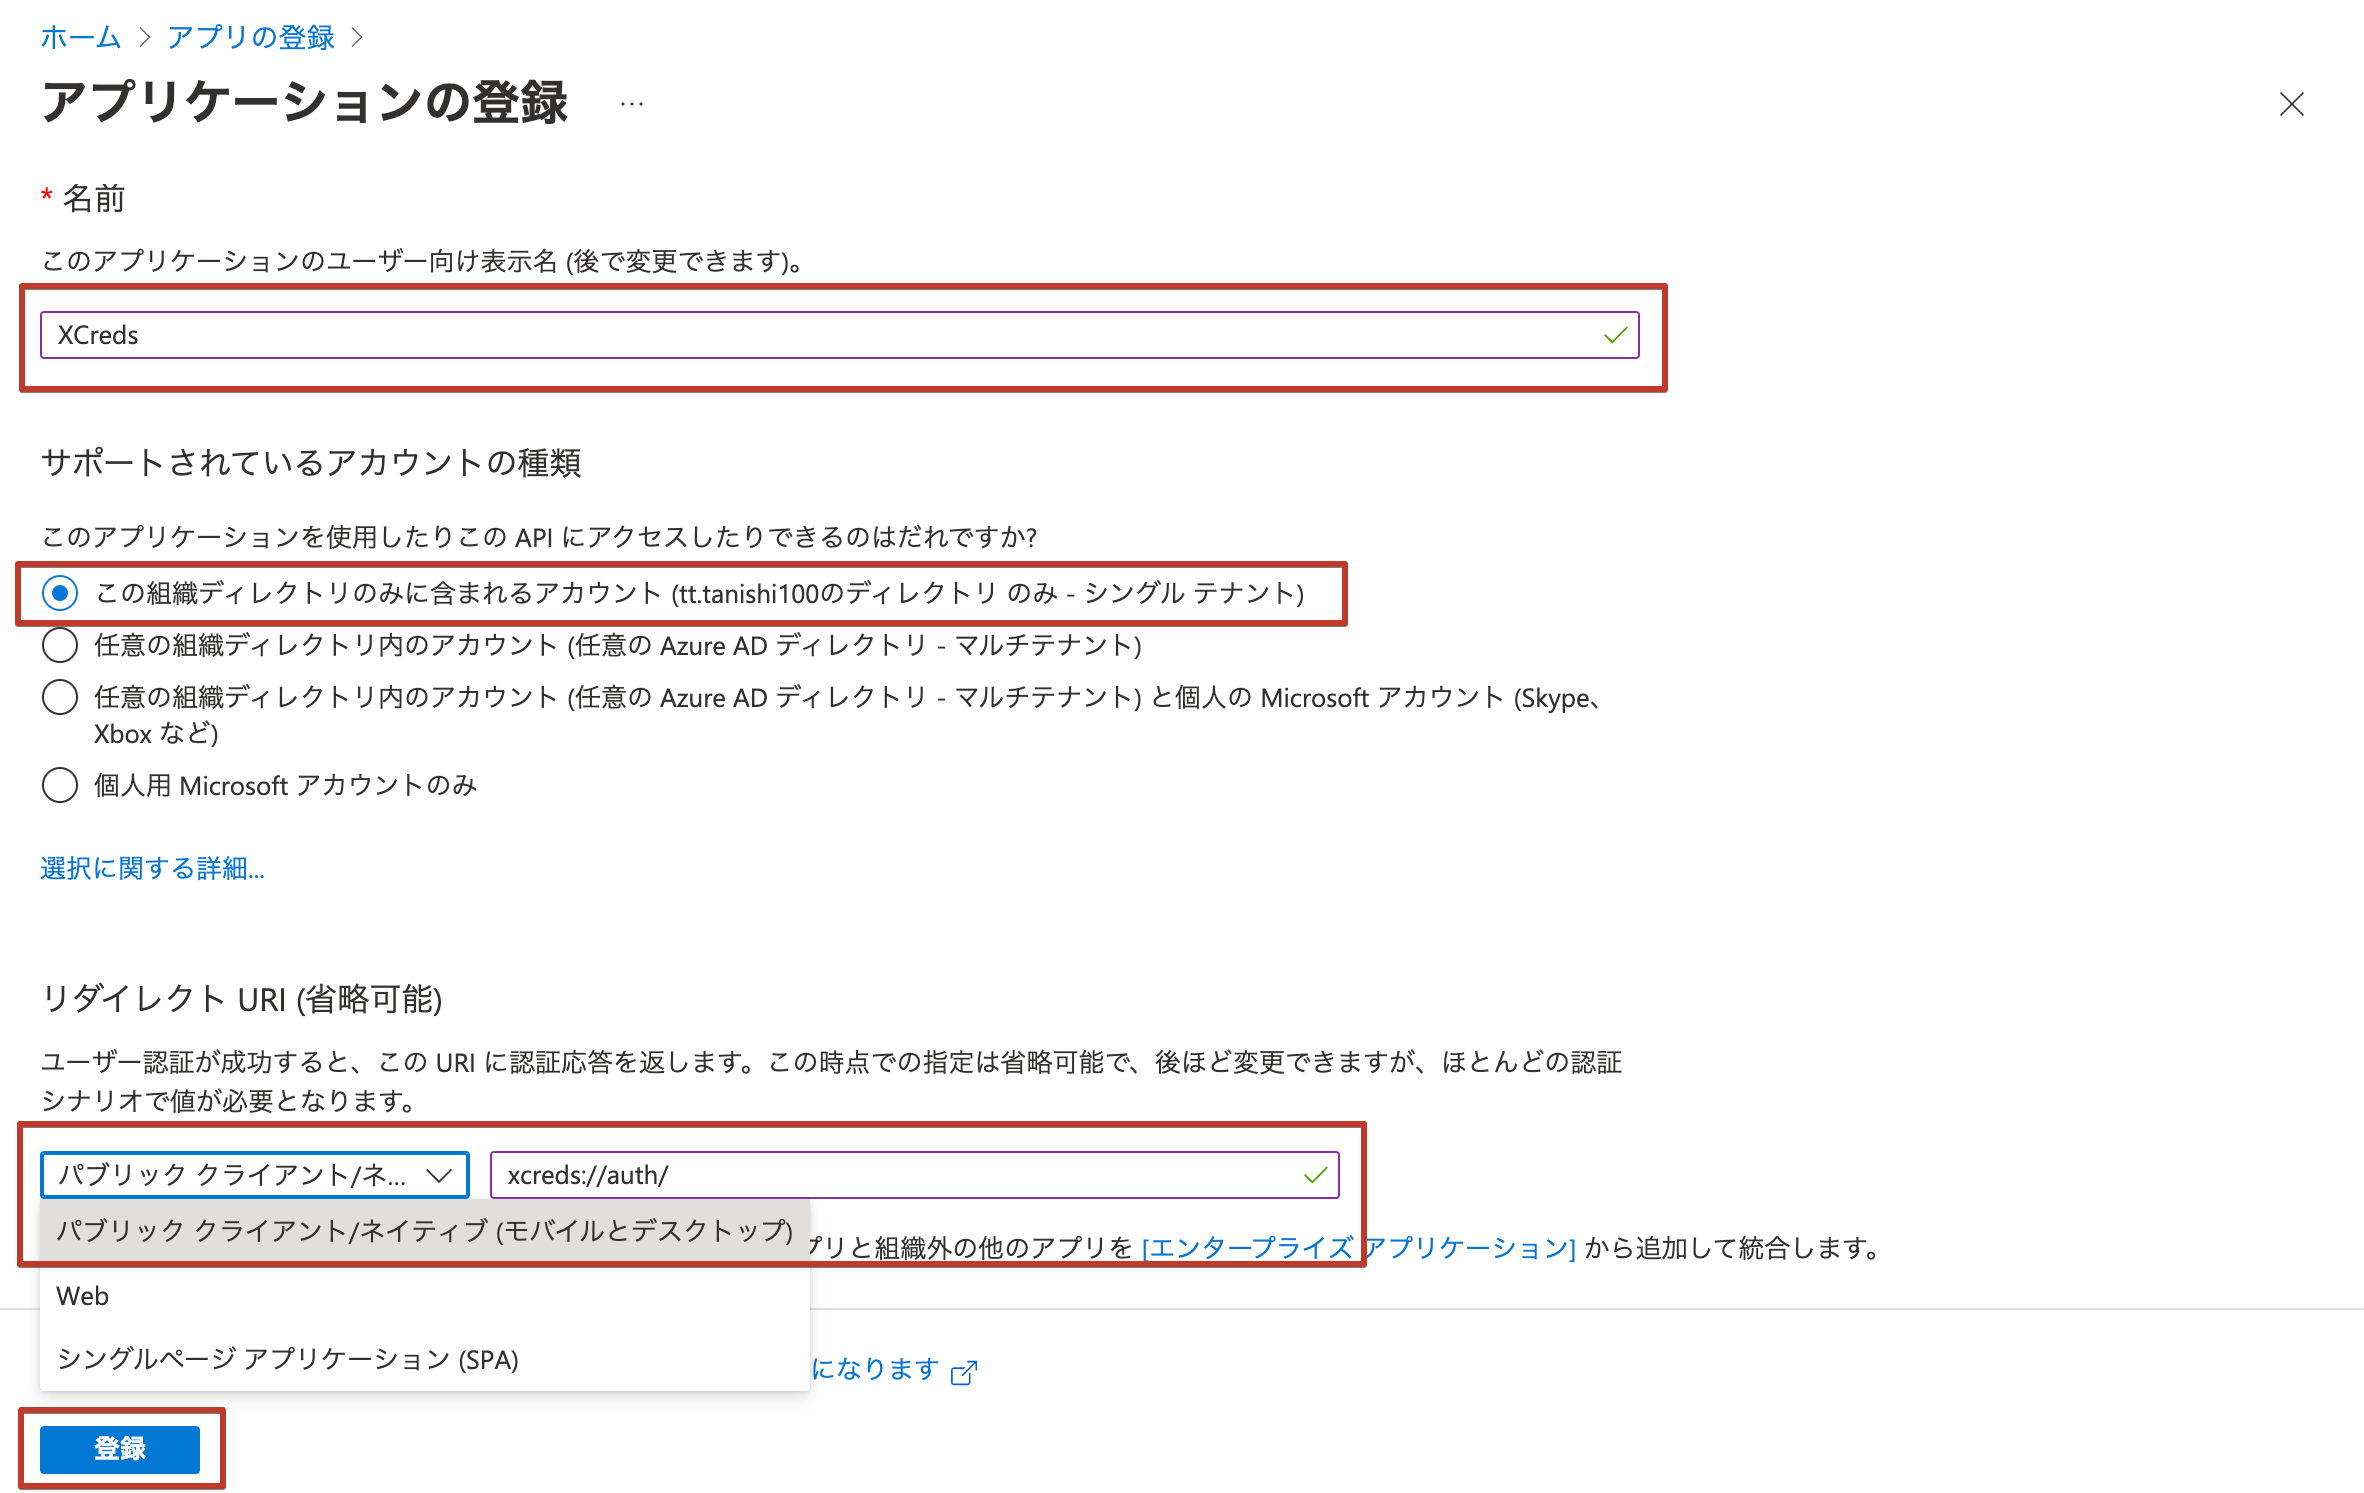 ホーム > アプリの登録 >
アプリケーションの登録 …
* 名前
このアプリケーションのユーザー向け表示名 (後で変更できます)。
XCreds
サポートされているアカウントの種類
このアプリケーションを使用したりこの API にアクセスしたりできるのはだれですか?
この組織ディレクトリのみに含まれるアカウント (tt.tanishi100のディレクトリ のみ - シングル テナント)
任意の組織ディレクトリ内のアカウント (任意の Azure AD ディレクトリ - マルチテナント)
任意の組織ディレクトリ内のアカウント (任意の Azure AD ディレクトリ - マルチテナント) と個人の Microsoft アカウント (Skype、
Xbox など)
個人用 Microsoft アカウントのみ
選択に関する詳細...
リダイレクト URI (省略可能)
ユーザー認証が成功すると、この URI に認証応答を返します。この時点での指定は省略可能で、後ほど変更できますが、ほとんどの認証
シナリオで値が必要となります。
パブリック クライアント/ネ... xcreds://auth/
パブリック クライアント/ネイティブ (モバイルとデスクトップ)
プリと組織外の他のアプリを [エンタープライズ アプリケーション] から追加して統合します。
Web
シングルページ アプリケーション (SPA)
になります
登録